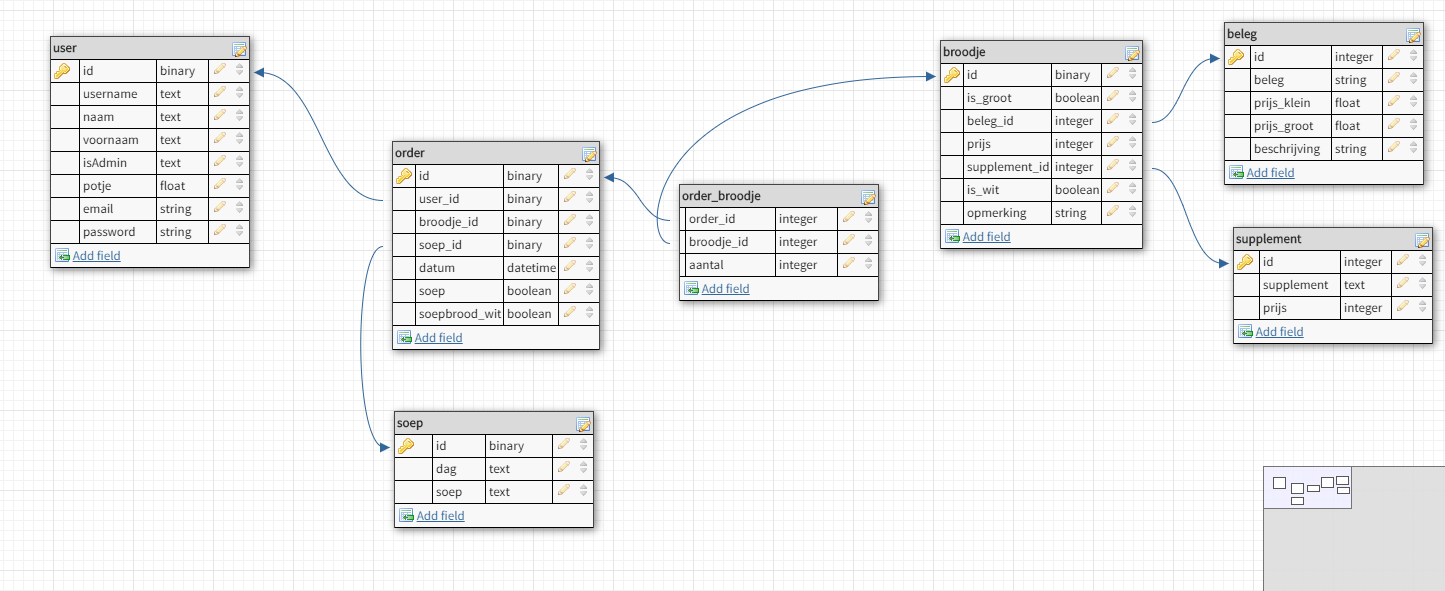 user
id binary
username text
naam text
voornaam text
isAdmin text
potje float
email string
password string
Add field
order
id binary
user_id binary
broodje_id binary
soep_id binary
datum datetime
soep boolean
soepbrood_wit boolean
Add field
soep
id binary
dag text
soep text
Add field
order_broodje
order_id integer
broodje_id integer
aantal integer
Add field
broodje
id binary
is_groot boolean
beleg_id integer
prijs integer
supplement_id integer
is_wit boolean
opmerking string
Add field
beleg
id integer
beleg string
prijs_klein float
prijs_groot float
beschrijving string
Add field
supplement
id integer
supplement text
prijs integer
Add field